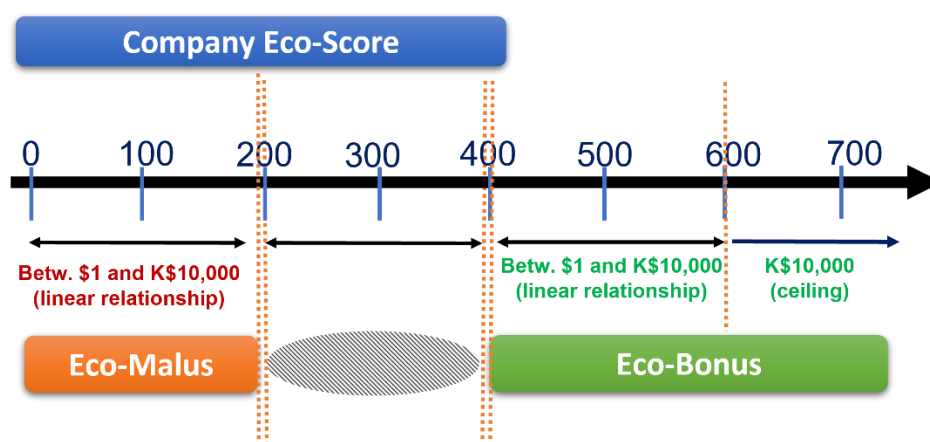 Company Eco-Score
0 100 200 300 400 500 600 700
Betw. $1 and K$10,000
(linear relationship)
Betw. $1 and K$10,000
(linear relationship)
K$10,000
(ceiling)
Eco-Malus
Eco-Bonus